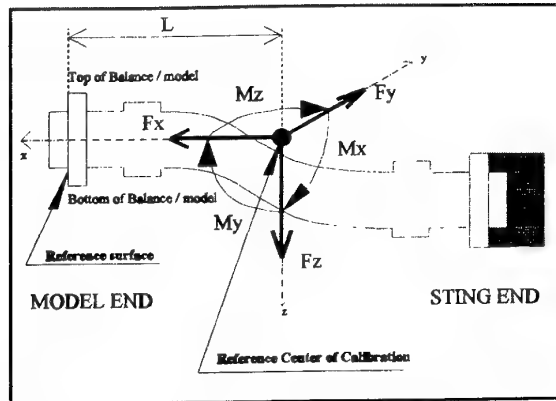 L
Top of Balance / model
y
Mz
Fy
Fx
x
Mx
Bottom of Balance / model
My
Reference surface
Fz
MODEL END
STING END
z
Reference Center of Calibration